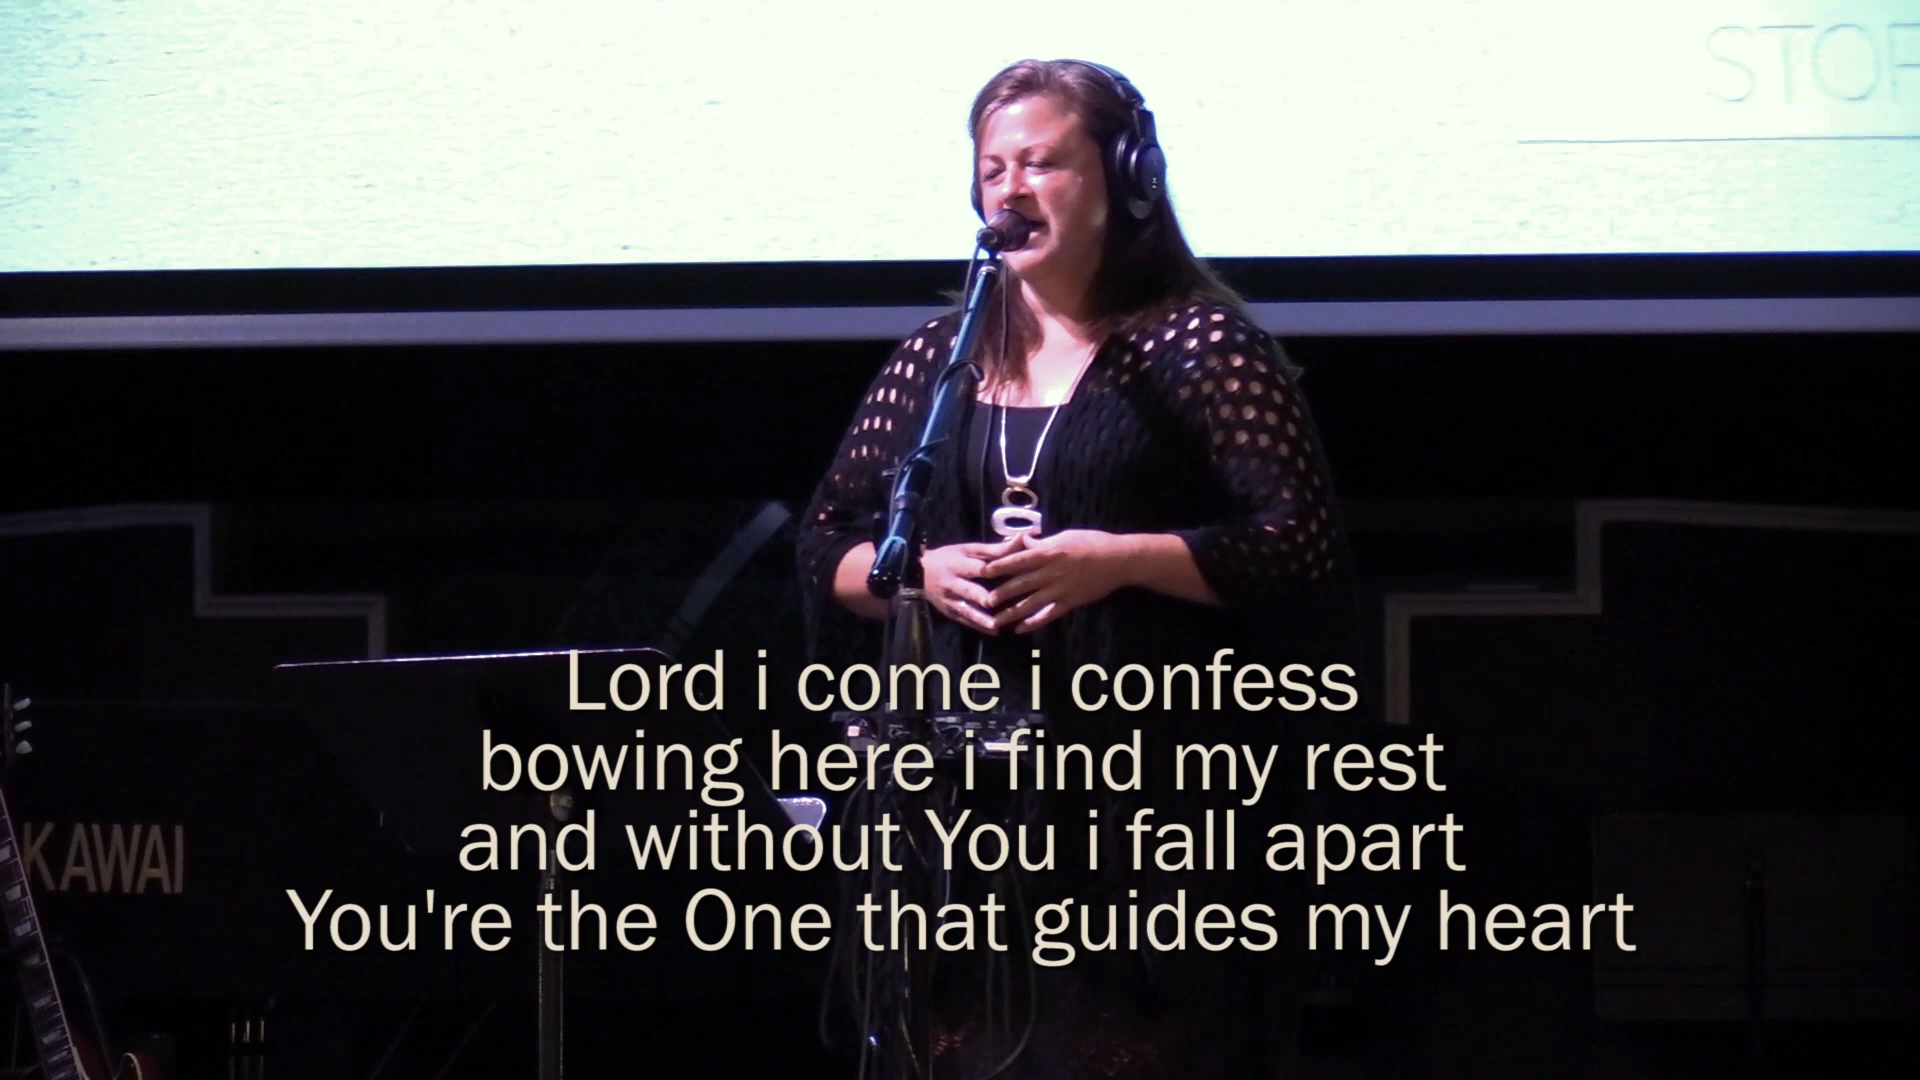 STOR
Lord i come i confess
bowing here i find my rest
and without You i fall apart
You're the One that guides my heart
KAWAI